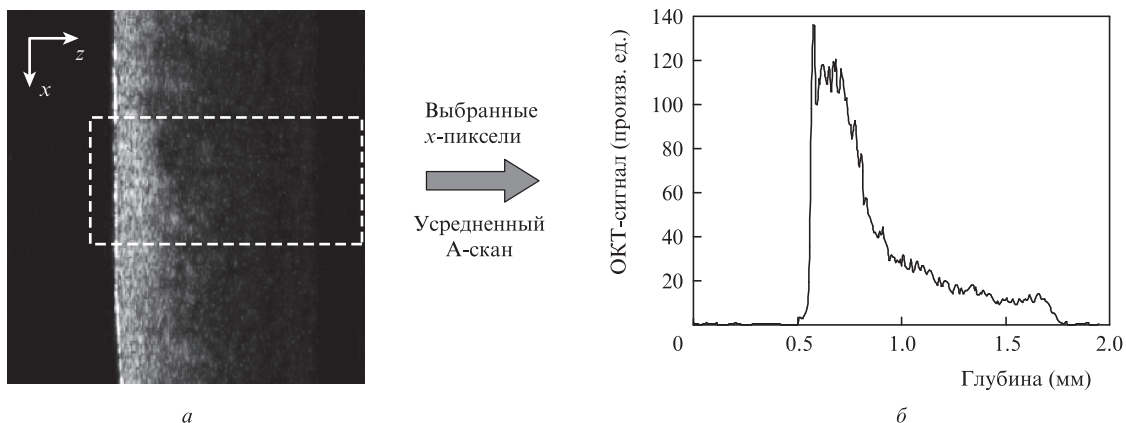 z
x
Выбранные
x-пиксели
Усредненный
А-скан
ОКТ-сигнал (произв. ед.)
140
120
100
80
60
40
20
0
0.5
1.0
1.5
2.0
Глубина (мм)
а
б